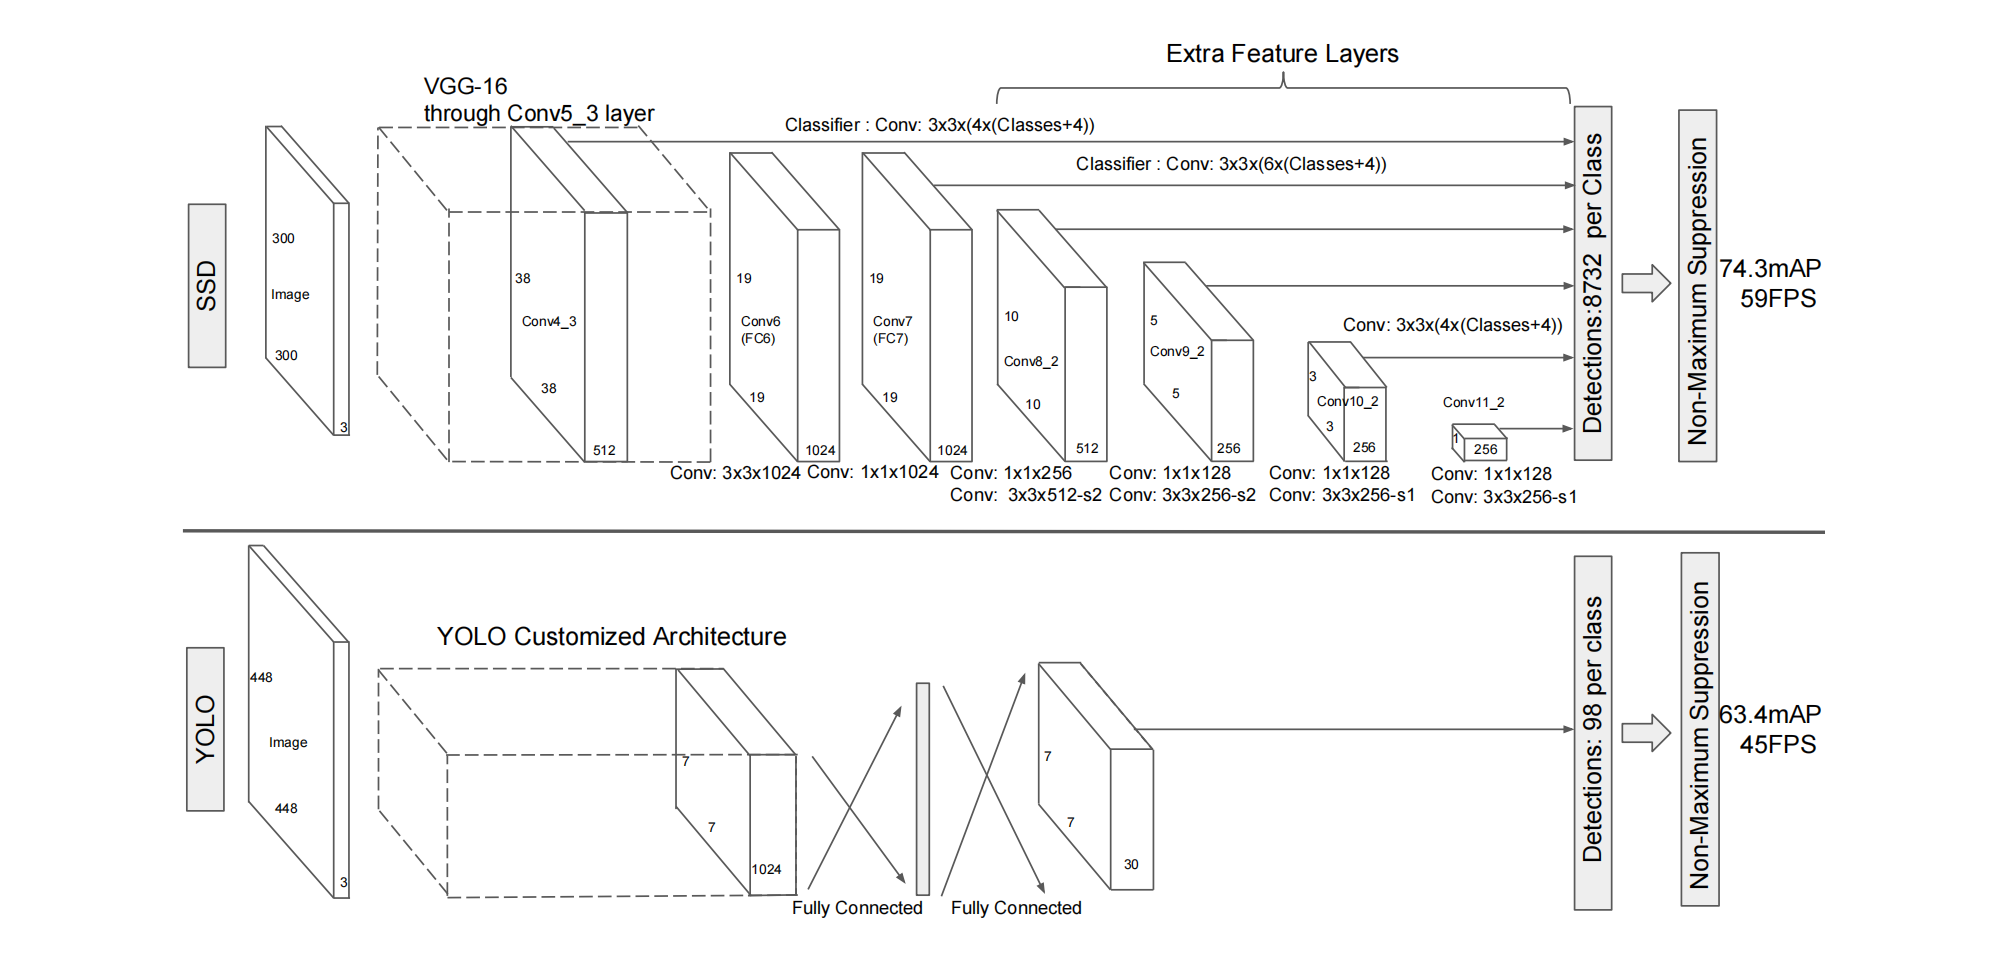 Extra Feature Layers
VGG-16
through Conv5_3 layer
Classifier : Conv: 3x3x(4x(Classes+4))
Classifier : Conv: 3x3x(6x(Classes+4))
Conv: 3x3x(4x(Classes+4))
SSD
300
Image
300
3
38
Conv4_3
38
512
19
Conv6
(FC6)
19
1024
19
Conv7
(FC7)
19
1024
10
Conv8_2
10
512
5
Conv9_2
5
256
3
Conv10_2
3
256
Conv11_2
1
256
Conv: 3x3x1024
Conv: 1x1x1024
Conv: 1x1x256
Conv: 3x3x512-s2
Conv: 1x1x128
Conv: 3x3x256-s2
Conv: 1x1x128
Conv: 3x3x256-s1
Conv: 1x1x128
Conv: 3x3x256-s1
Detections:8732 per Class
Non-Maximum Suppression
74.3mAP
59FPS
YOLO
448
Image
448
3
YOLO Customized Architecture
7
7
1024
Fully Connected
Fully Connected
7
7
30
Detections: 98 per class
Non-Maximum Suppression
63.4mAP
45FPS